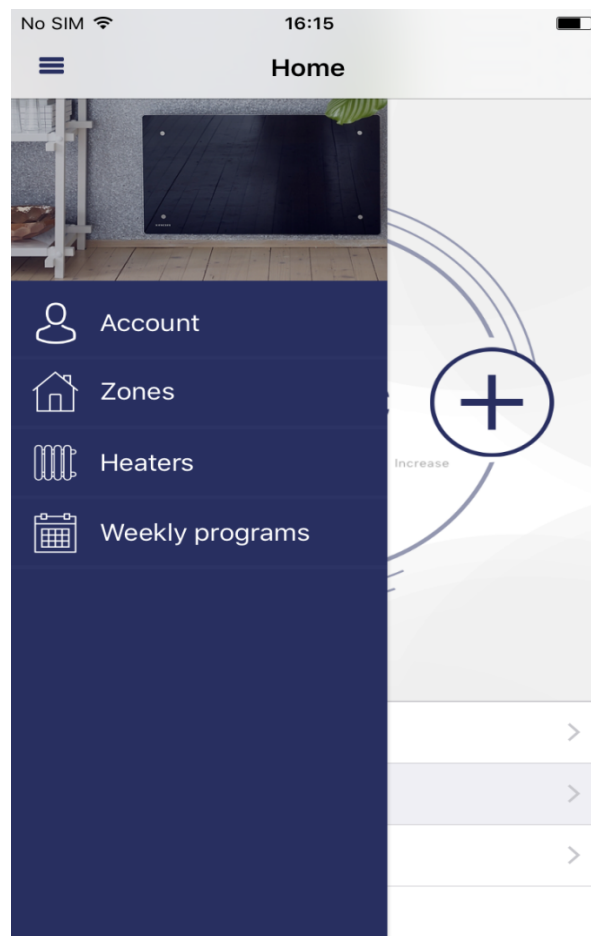 No SIM 16:15
Home
Account
Zones
Heaters
Weekly programs
Increase